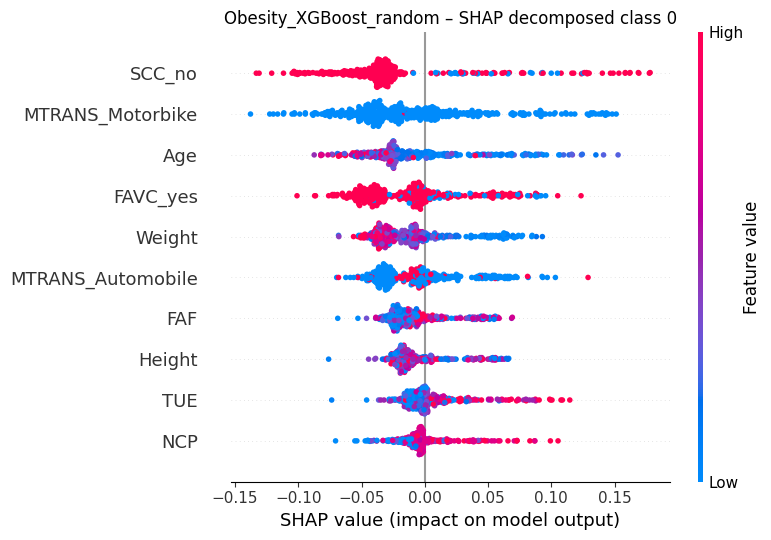 Obesity_XGBoost_random – SHAP decomposed class 0
High
SCC_no
MTRANS_Motorbike
Age
FAVC_yes
Weight
MTRANS_Automobile
FAF
Height
TUE
NCP
Feature value
Low
−0.15 −0.10 −0.05 0.00 0.05 0.10 0.15
SHAP value (impact on model output)